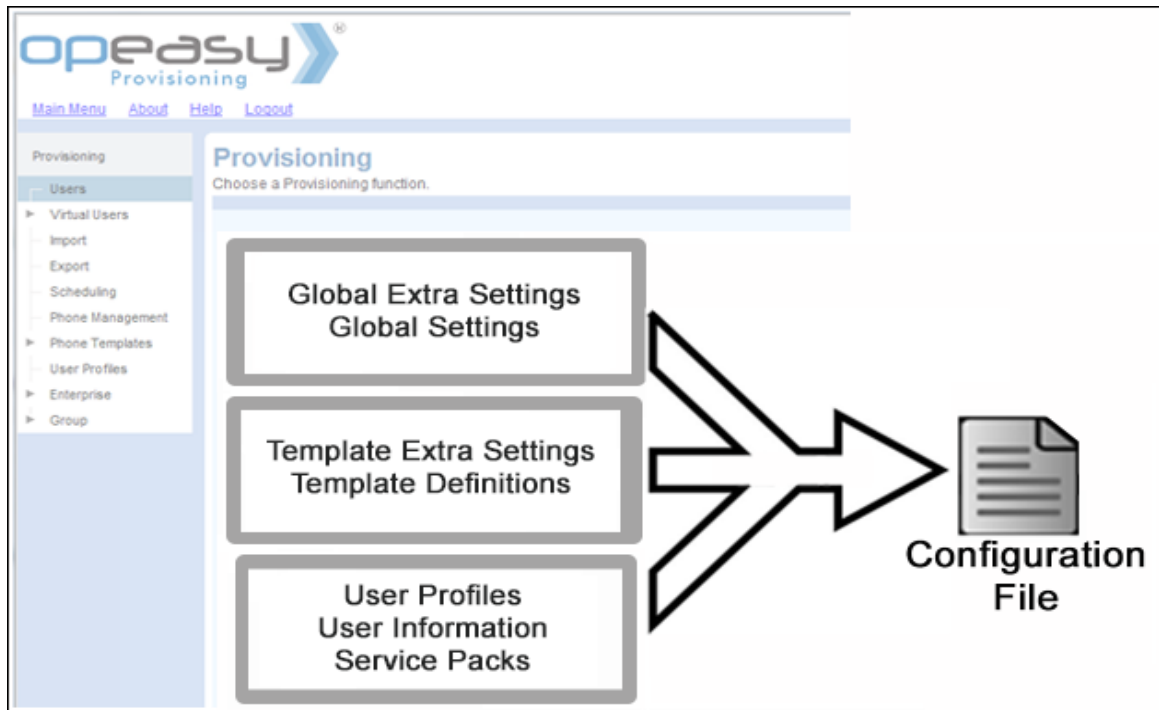 opeasy®
Provisioning
Main Menu About Help Logout
Provisioning
Users
Virtual Users
Import
Export
Scheduling
Phone Management
Phone Templates
User Profiles
Enterprise
Group
Provisioning
Choose a Provisioning function.
Global Extra Settings
Global Settings
Template Extra Settings
Template Definitions
User Profiles
User Information
Service Packs
Configuration
File